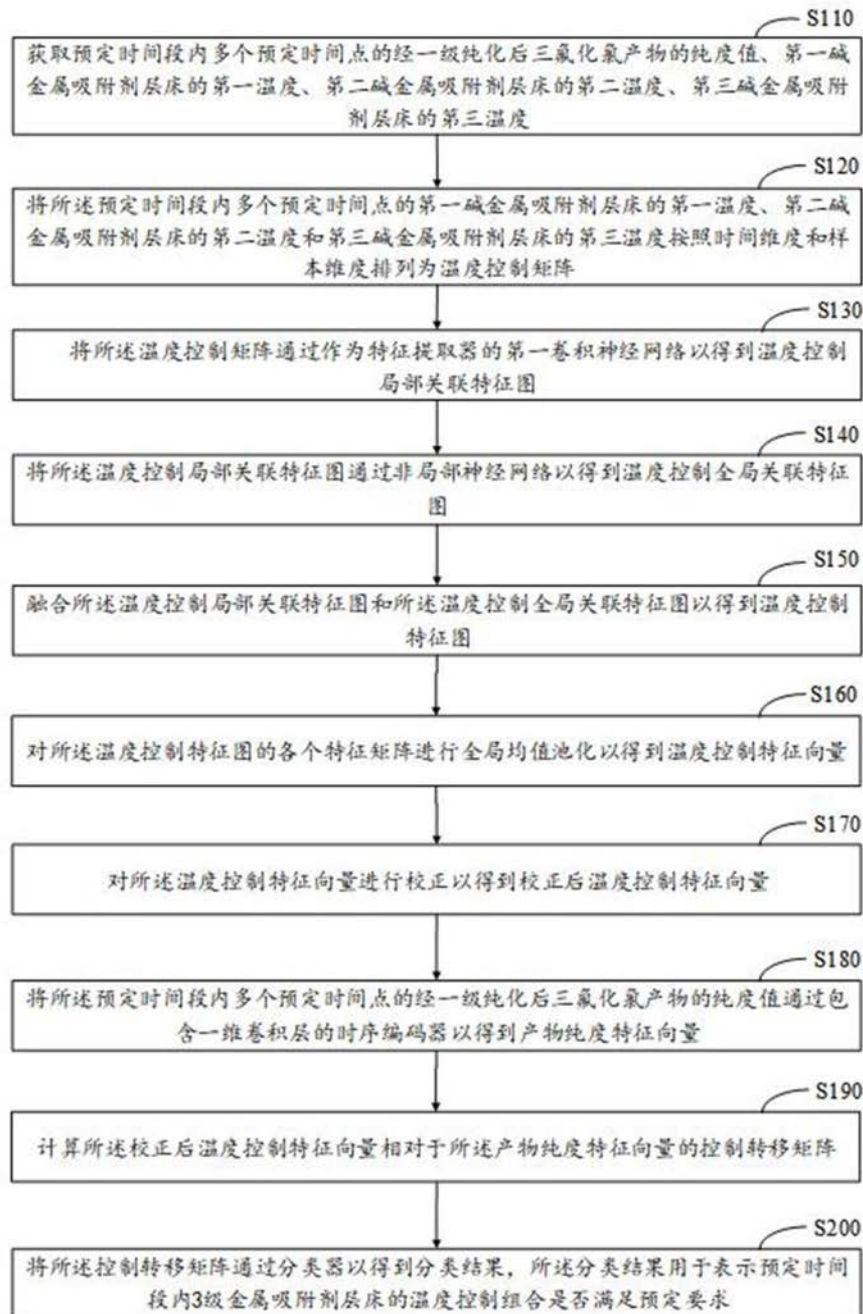 S110
获取预定时间段内多个预定时间点的经一级纯化后三氟化氯产物的纯度值、第一碱
金属吸附剂层床的第一温度、第二碱金属吸附剂层床的第二温度、第三碱金属吸附
剂层床的第三温度
S120
将所述预定时间段内多个预定时间点的第一碱金属吸附剂层床的第一温度、第二碱
金属吸附剂层床的第二温度和第三碱金属吸附剂层床的第三温度按照时间维度和样
本维度排列为温度控制矩阵
S130
将所述温度控制矩阵通过作为特征提取器的第一卷积神经网络以得到温度控制
局部关联特征图
S140
将所述温度控制局部关联特征图通过非局部神经网络以得到温度控制全局关联特征
图
S150
融合所述温度控制局部关联特征图和所述温度控制全局关联特征图以得到温度控制
特征图
S160
对所述温度控制特征图的各个特征矩阵进行全局均值池化以得到温度控制特征向量
S170
对所述温度控制特征向量进行校正以得到校正后温度控制特征向量
S180
将所述预定时间段内多个预定时间点的经一级纯化后三氟化氯产物的纯度值通过包
含一维卷积层的时序编码器以得到产物纯度特征向量
S190
计算所述校正后温度控制特征向量相对于所述产物纯度特征向量的控制转移矩阵
S200
将所述控制转移矩阵通过分类器以得到分类结果，所述分类结果用于表示预定时间
段内3级金属吸附剂层床的温度控制组合是否满足预定要求